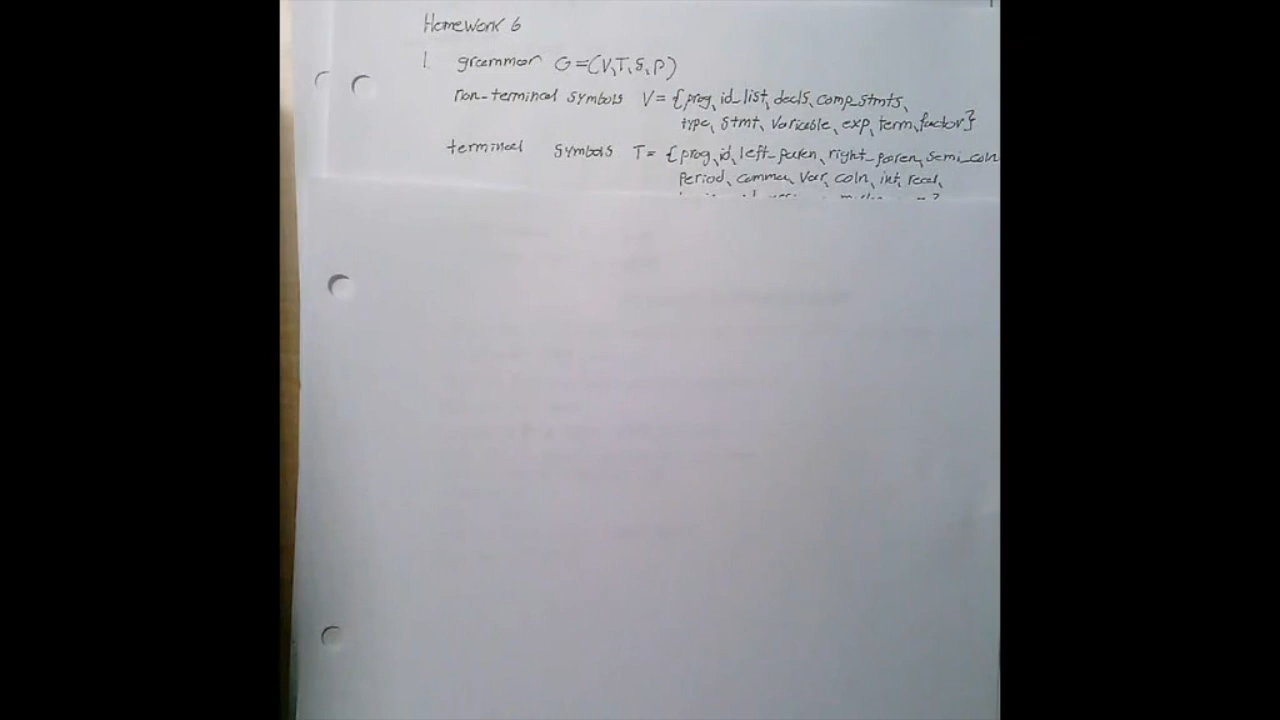 Homework 6
1. grammar G=(V,T,S,P)
non-terminal symbols V = {prog, id_list, decls, comp_stmts,
type, stmt, variable, exp, term, factor}
terminal symbols T = {prog, id, left_paren, right_paren, semi_coln
period, comma, var, coln, int, real,